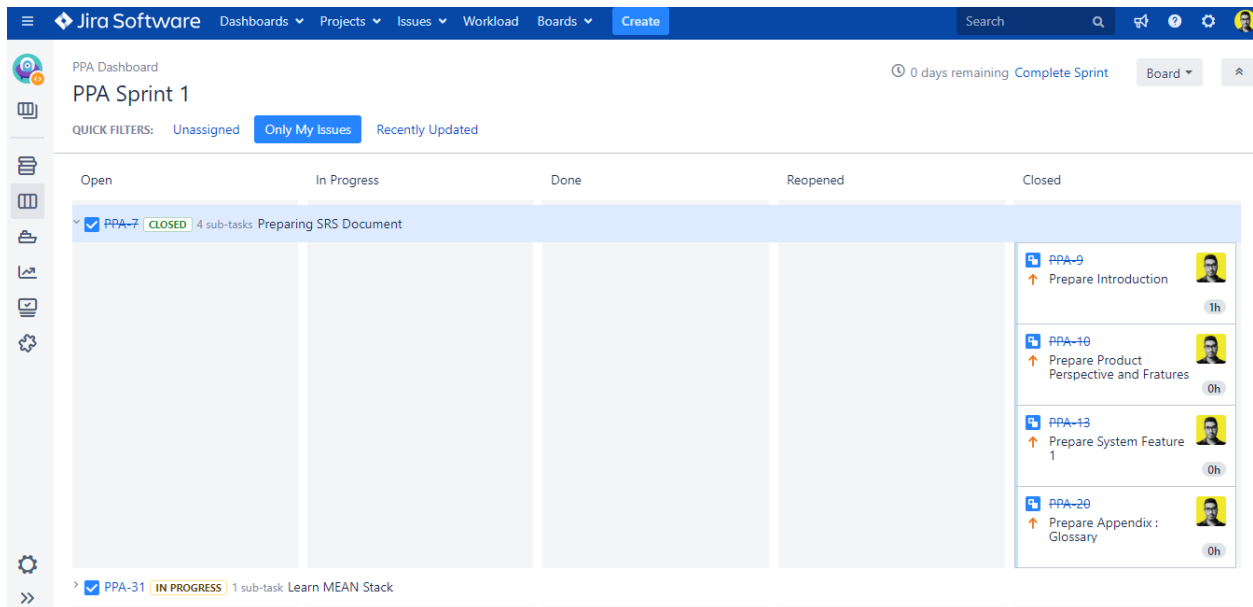 Jira Software Dashboards Projects Issues Workload Boards Create Search
PPA Dashboard
0 days remaining Complete Sprint Board
PPA Sprint 1
QUICK FILTERS: Unassigned Only My Issues Recently Updated
Open In Progress Done Reopened Closed
PPA-7 CLOSED 4 sub-tasks Preparing SRS Document
PPA-9
Prepare Introduction
1h
PPA-10
Prepare Product
Perspective and Fratures
0h
PPA-13
Prepare System Feature
1
0h
PPA-20
Prepare Appendix :
Glossary
0h
PPA-31 IN PROGRESS 1 sub-task Learn MEAN Stack